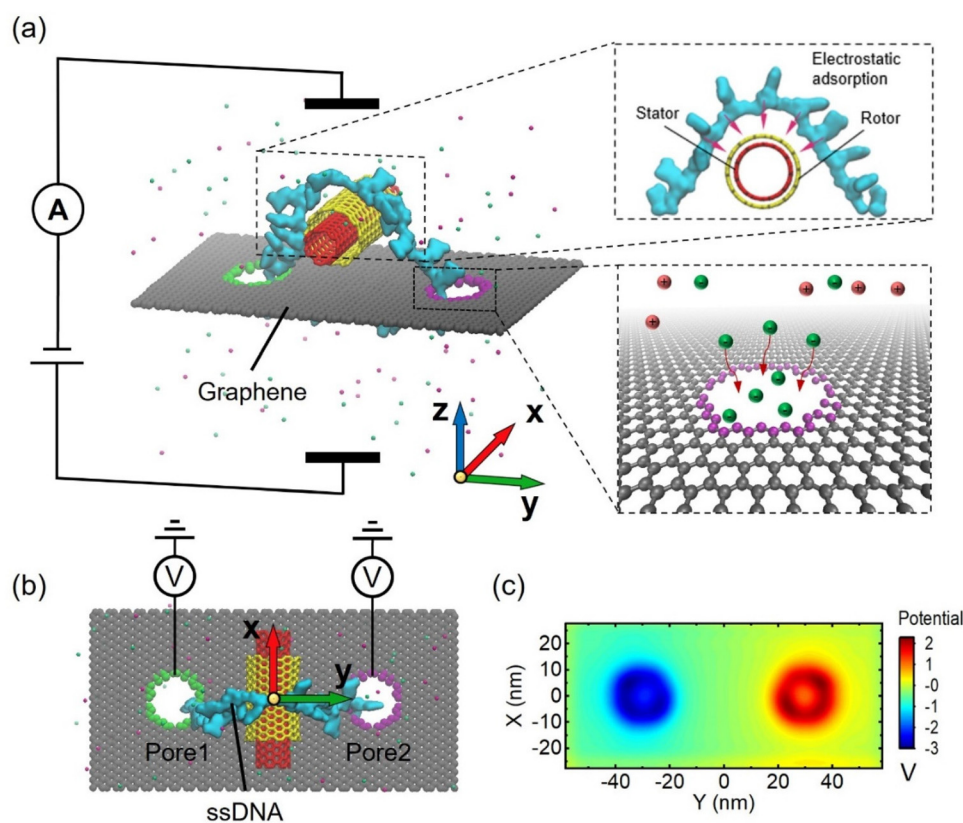 (a)
A
Graphene
z
x
y
Electrostatic
adsorption
Stator
Rotor
+
-
+
-
+
+
+
-
-
-
-
-
-
-
(b)
V
V
x
y
Pore1
Pore2
ssDNA
(c)
Potential
X (nm)
20
10
0
-10
-20
-40
-20
0
20
40
Y (nm)
2
1
-0
-1
-2
-3
V